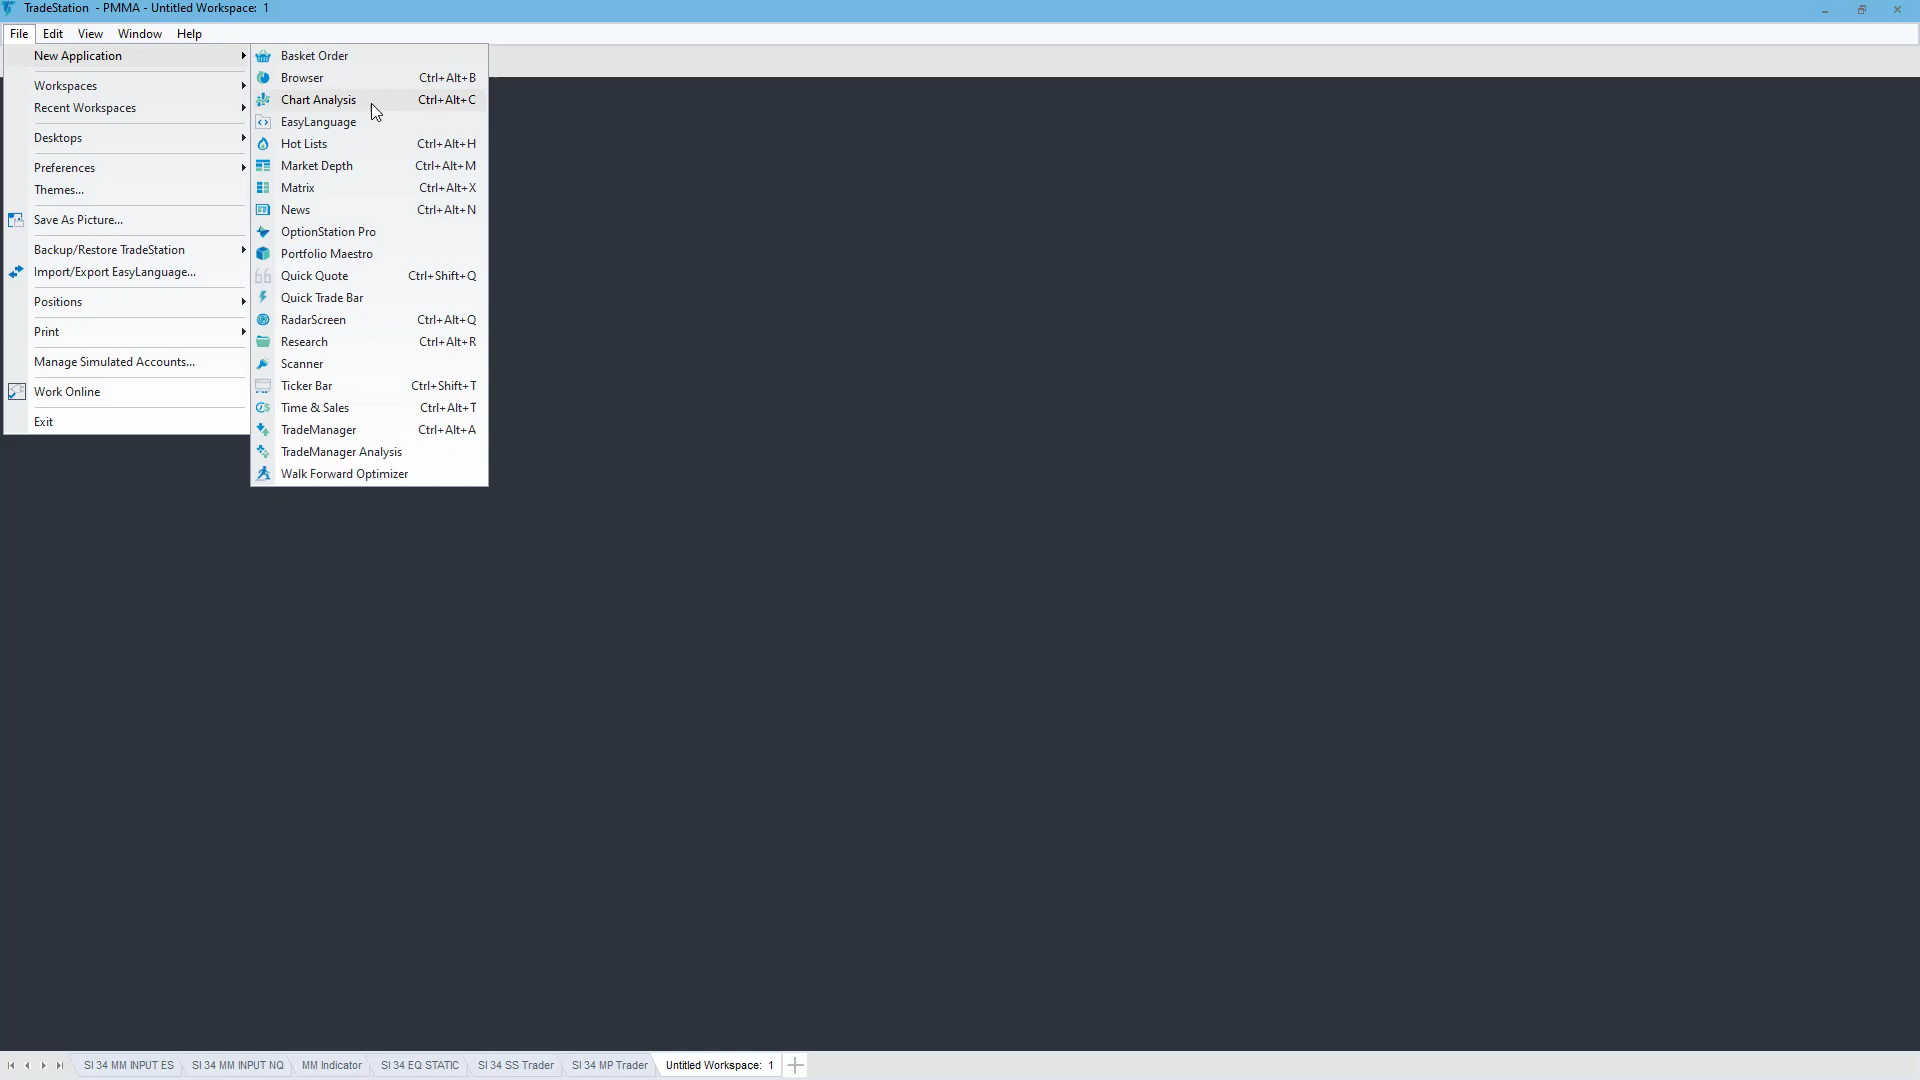 TradeStation - PMMA - Untitled Workspace: 1
File Edit View Window Help
New Application
Workspaces
Recent Workspaces
Desktops
Preferences
Themes...
Save As Picture...
Backup/Restore TradeStation
Import/Export EasyLanguage...
Positions
Print
Manage Simulated Accounts...
Work Online
Exit
Basket Order
Browser Ctrl+Alt+B
Chart Analysis Ctrl+Alt+C
EasyLanguage
Hot Lists Ctrl+Alt+H
Market Depth Ctrl+Alt+M
Matrix Ctrl+Alt+X
News Ctrl+Alt+N
OptionStation Pro
Portfolio Maestro
Quick Quote Ctrl+Shift+Q
Quick Trade Bar
RadarScreen Ctrl+Alt+Q
Research Ctrl+Alt+R
Scanner
Ticker Bar Ctrl+Shift+T
Time & Sales Ctrl+Alt+T
TradeManager Ctrl+Alt+A
TradeManager Analysis
Walk Forward Optimizer
SI 34 MM INPUT ES SI 34 MM INPUT NQ MM Indicator SI 34 EQ STATIC SI 34 SS Trader SI 34 MP Trader Untitled Workspace: 1